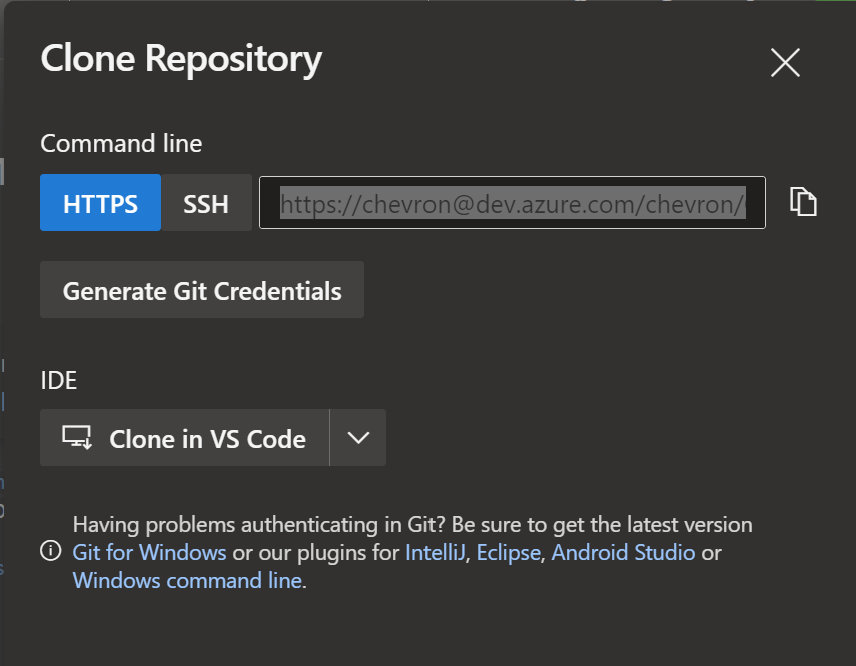 Clone Repository
Command line
HTTPS
SSH
https://chevron@dev.azure.com/chevron/
Generate Git Credentials
IDE
Clone in VS Code
Having problems authenticating in Git? Be sure to get the latest version
Git for Windows or our plugins for IntelliJ, Eclipse, Android Studio or
Windows command line.